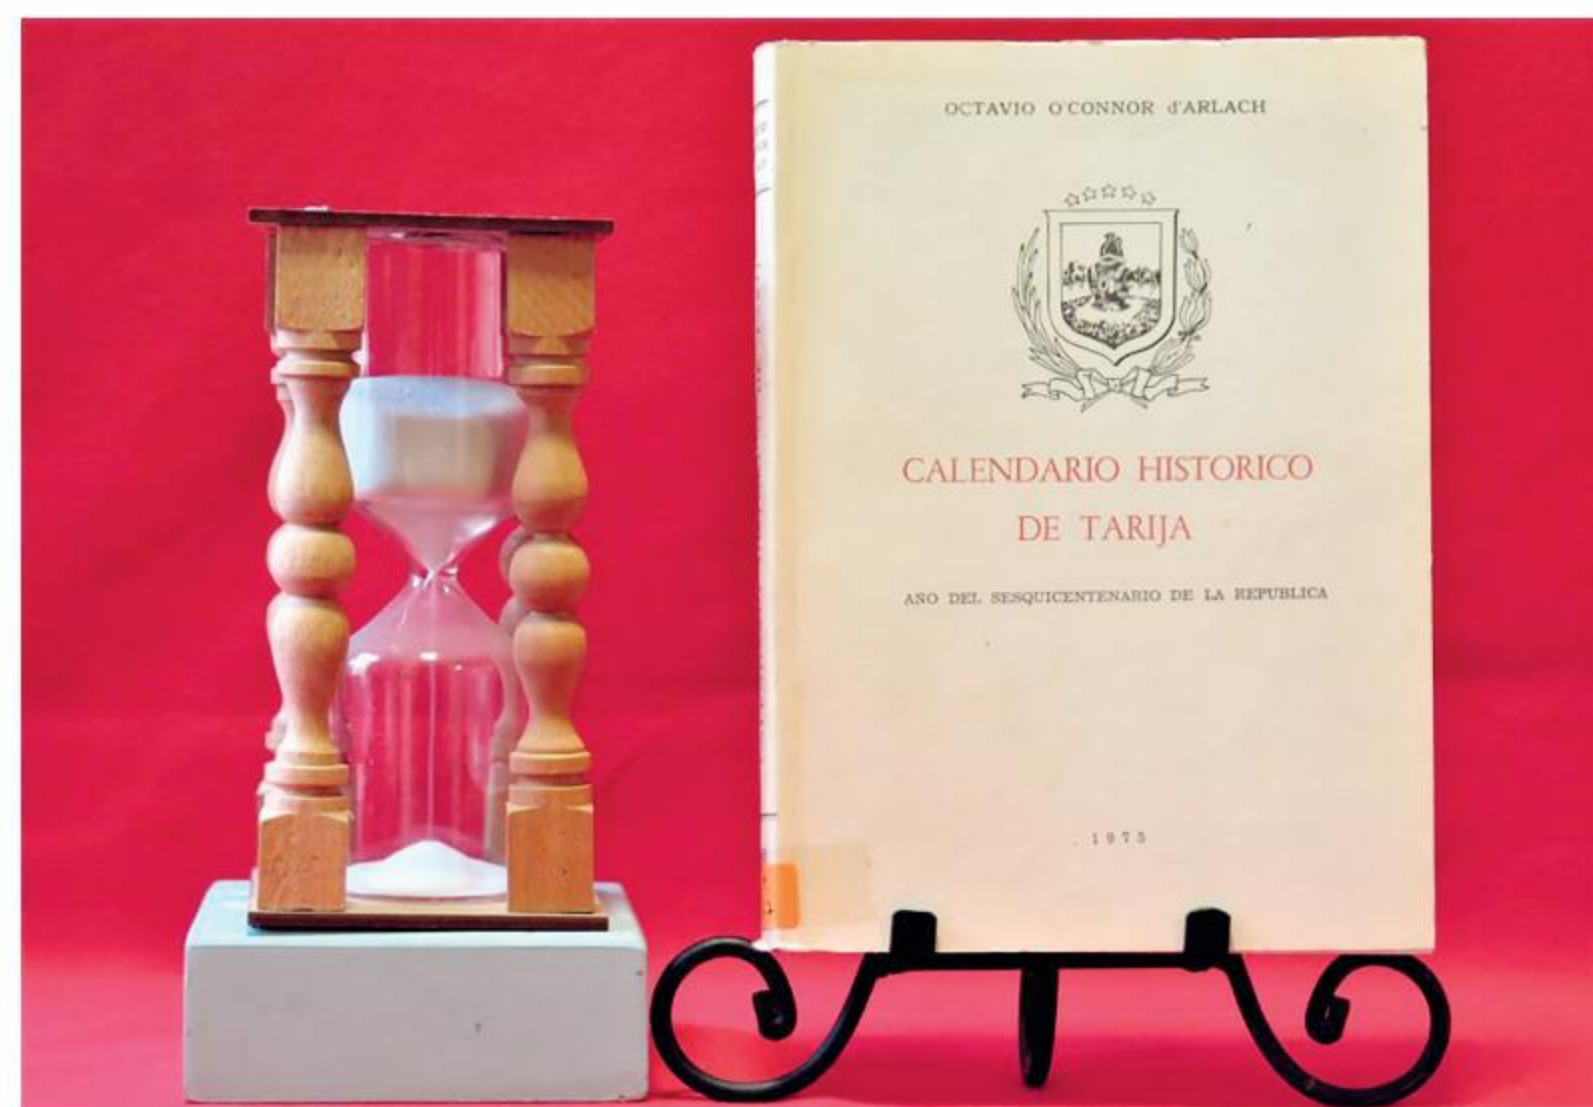 OCTAVIO O'CONNOR d'ARLACH
CALENDARIO HISTORICO
DE TARIJA
AÑO DEL SESQUICENTENARIO DE LA REPUBLICA
1975